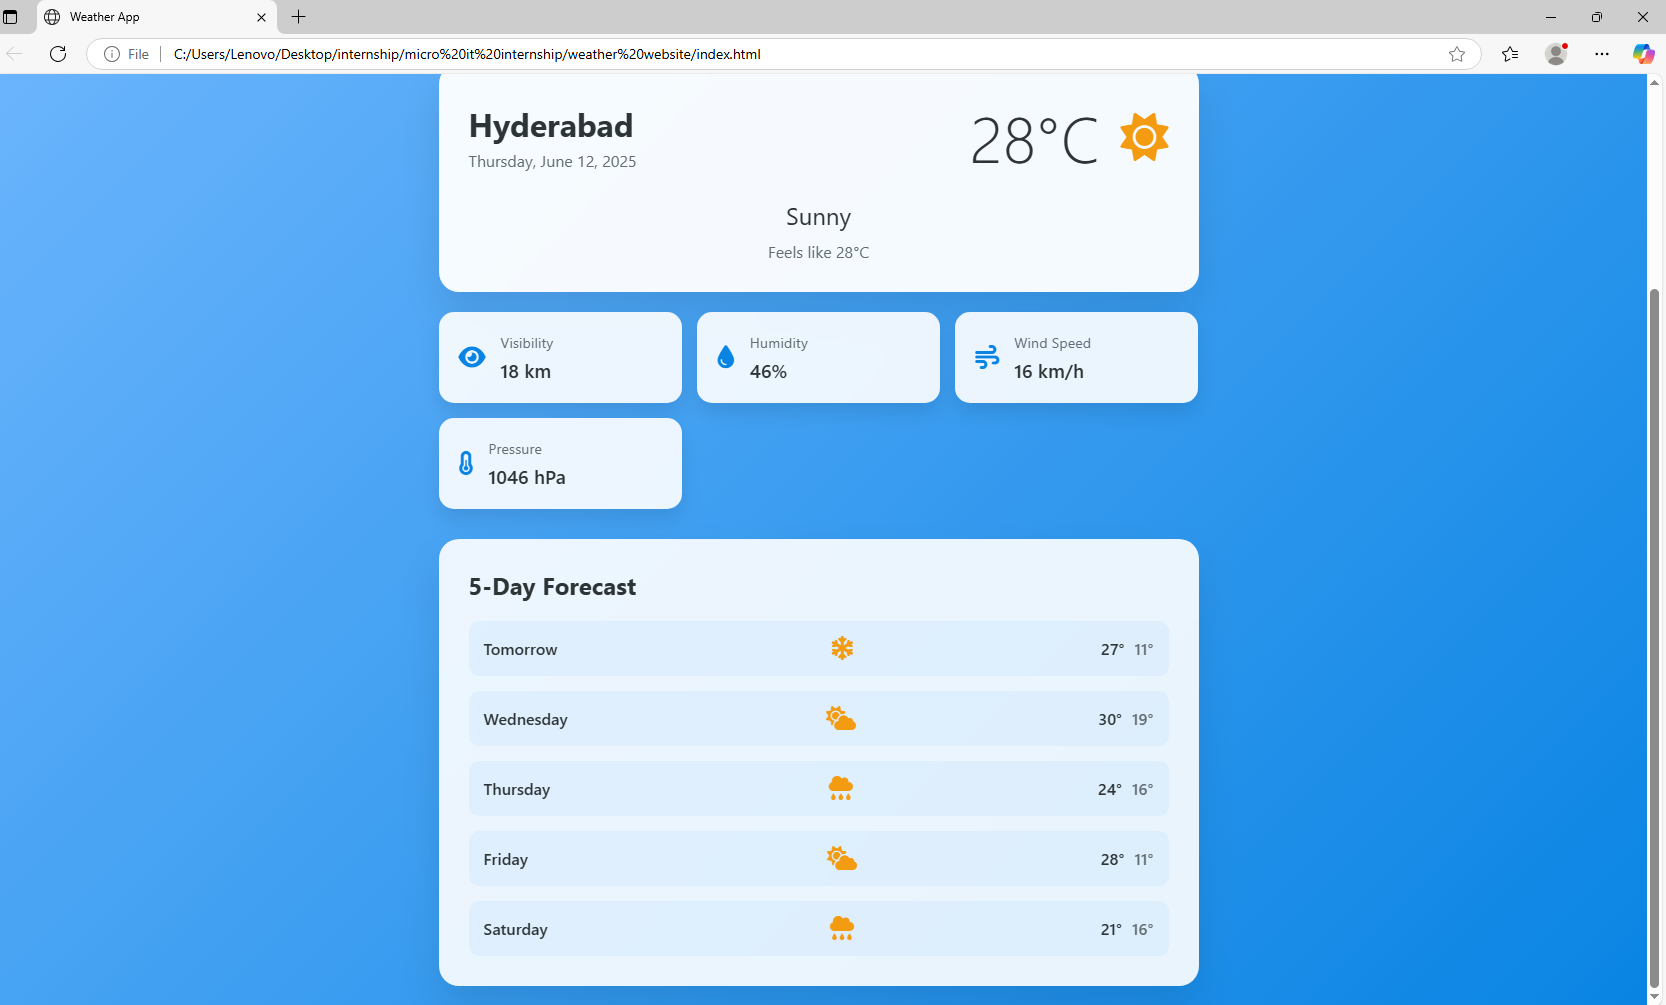 Weather App
File
C:/Users/Lenovo/Desktop/internship/micro%20it%20internship/weather%20website/index.html
Hyderabad
Thursday, June 12, 2025
28°C
Sunny
Feels like 28°C
Visibility
18 km
Humidity
46%
Wind Speed
16 km/h
Pressure
1046 hPa
5-Day Forecast
Tomorrow 27° 11°
Wednesday 30° 19°
Thursday 24° 16°
Friday 28° 11°
Saturday 21° 16°